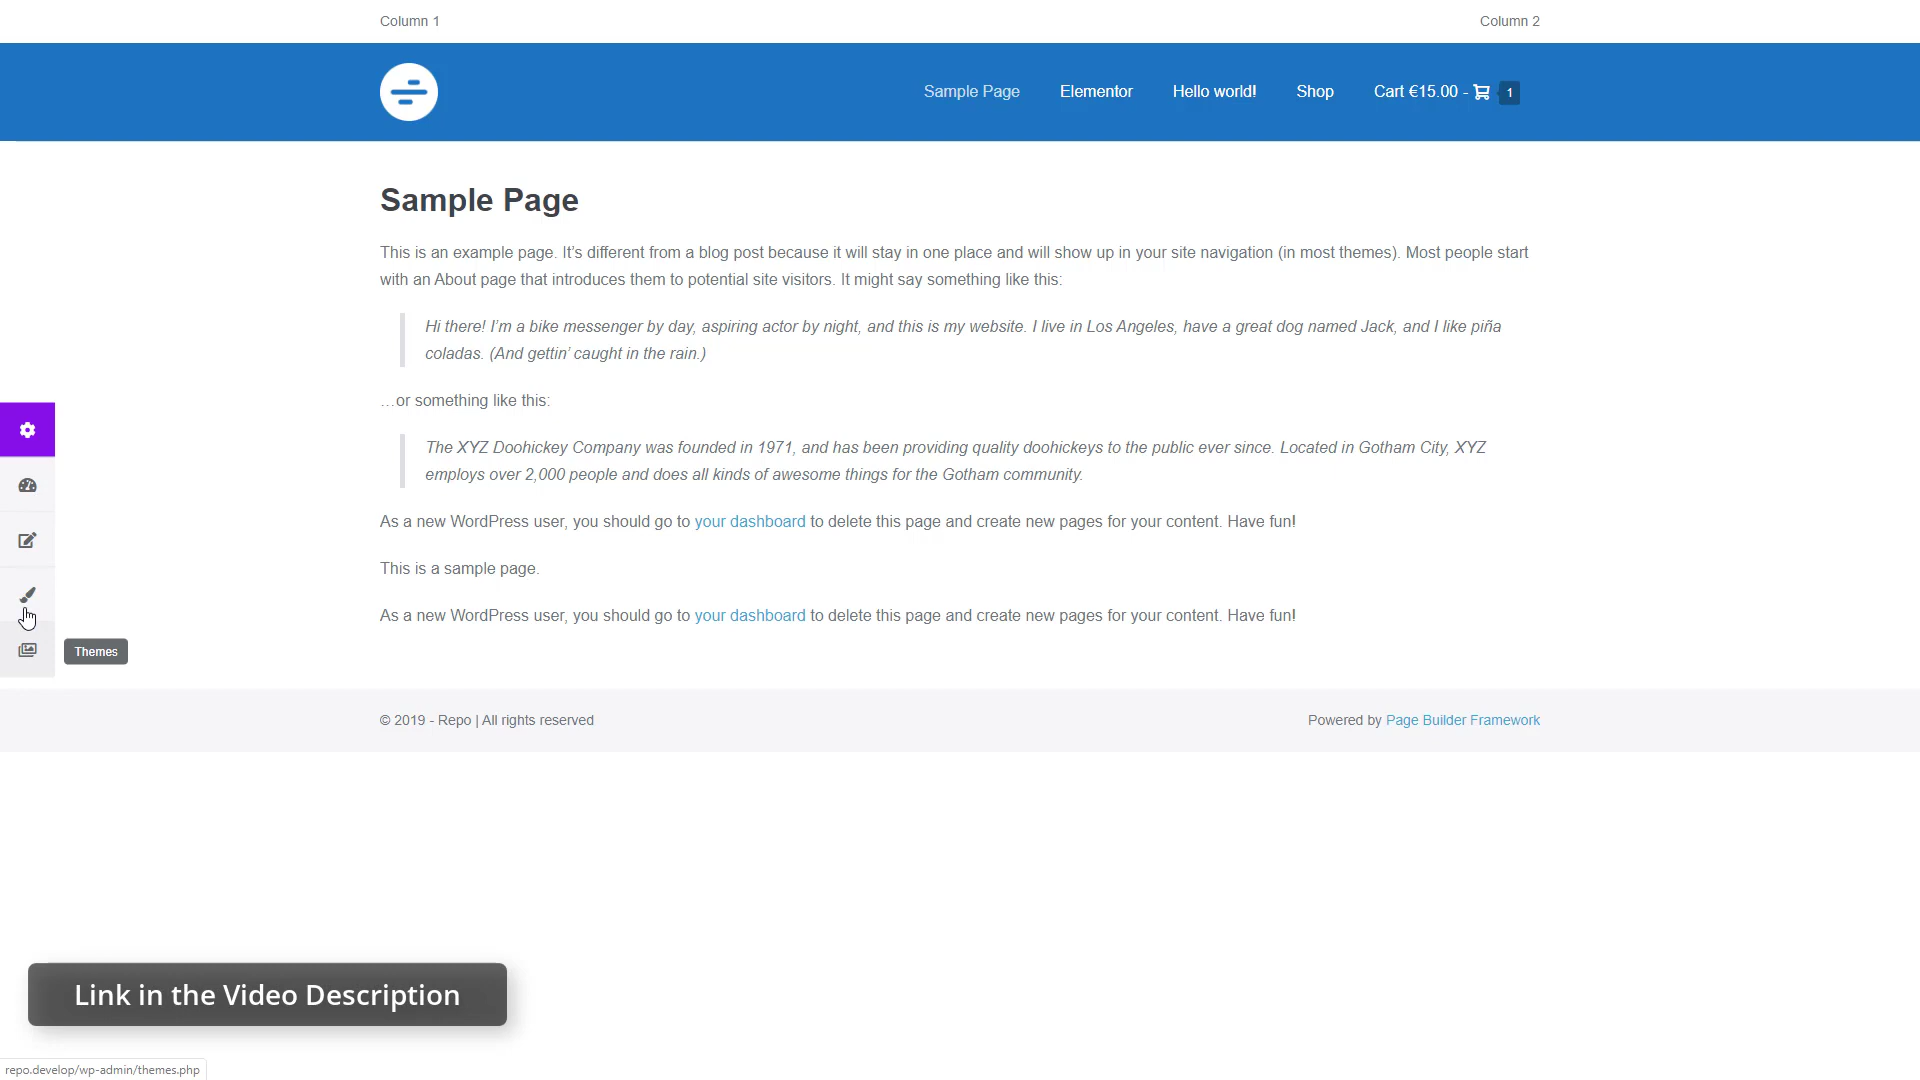 Column 1
Column 2
Sample Page
Elementor
Hello world!
Shop
Cart €15.00 -
1
Sample Page
This is an example page. It’s different from a blog post because it will stay in one place and will show up in your site navigation (in most themes). Most people start
with an About page that introduces them to potential site visitors. It might say something like this:
Hi there! I’m a bike messenger by day, aspiring actor by night, and this is my website. I live in Los Angeles, have a great dog named Jack, and I like piña
coladas. (And gettin’ caught in the rain.)
…or something like this:
The XYZ Doohickey Company was founded in 1971, and has been providing quality doohickeys to the public ever since. Located in Gotham City, XYZ
employs over 2,000 people and does all kinds of awesome things for the Gotham community.
As a new WordPress user, you should go to your dashboard to delete this page and create new pages for your content. Have fun!
This is a sample page.
As a new WordPress user, you should go to your dashboard to delete this page and create new pages for your content. Have fun!
Themes
© 2019 - Repo | All rights reserved
Powered by Page Builder Framework
Link in the Video Description
repo.develop/wp-admin/themes.php